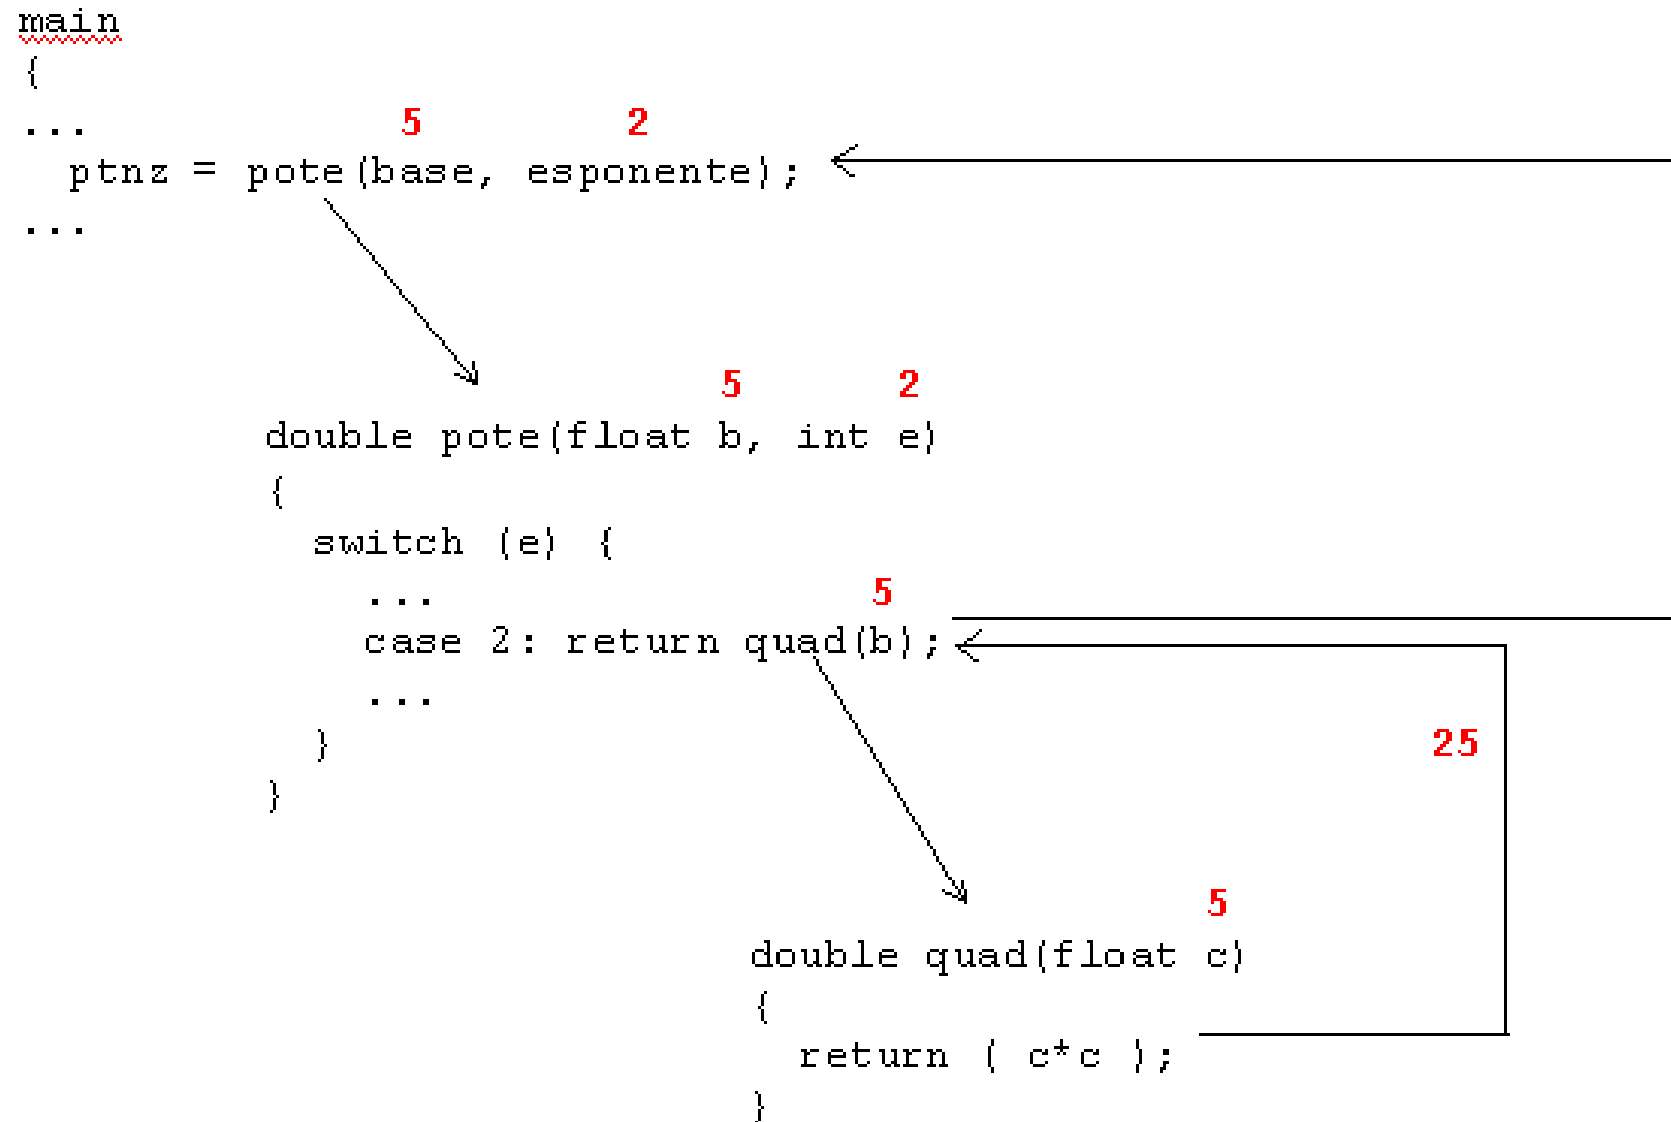 main
{
... 5 2
ptnz = pote(base, esponente);
...
5 2
double pote(float b, int e)
{
switch (e) {
... 5
case 2: return quad(b);
...
}
25
}
5
double quad(float c)
{
return ( c*c );
}